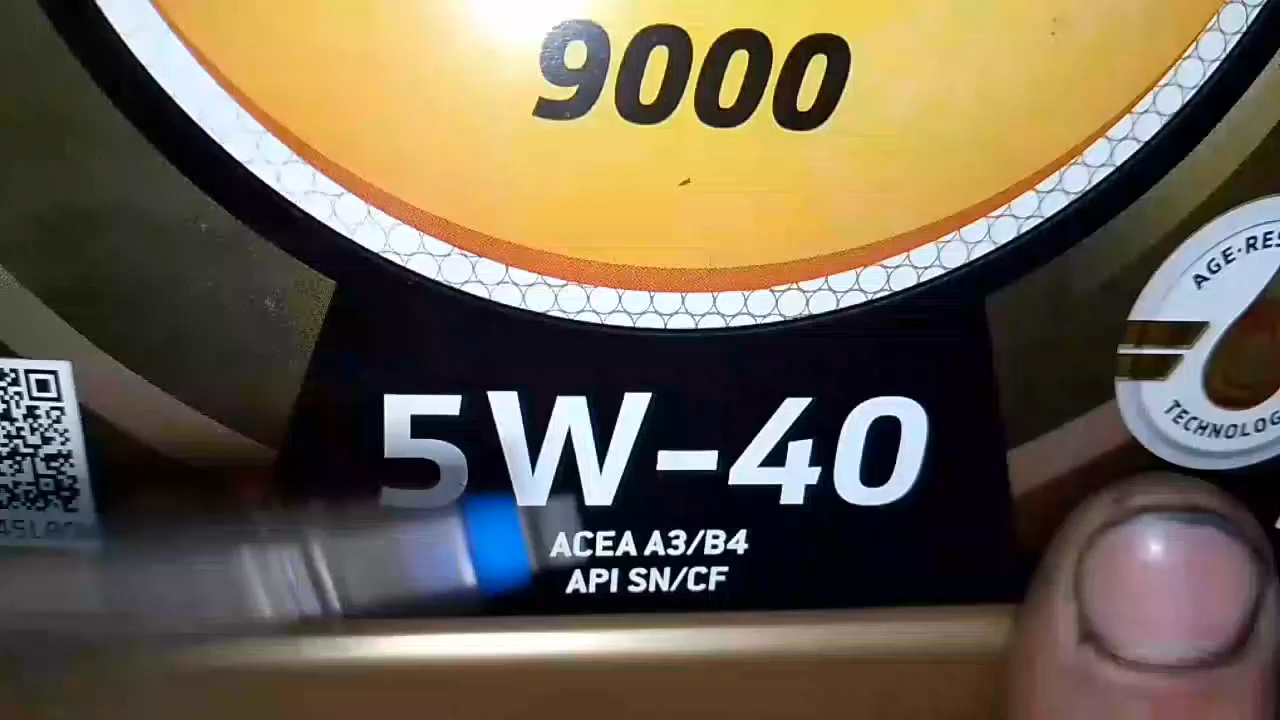 9000
AGE-RES
TECHNOLOG
5W-40
ACEA A3/B4
API SN/CF